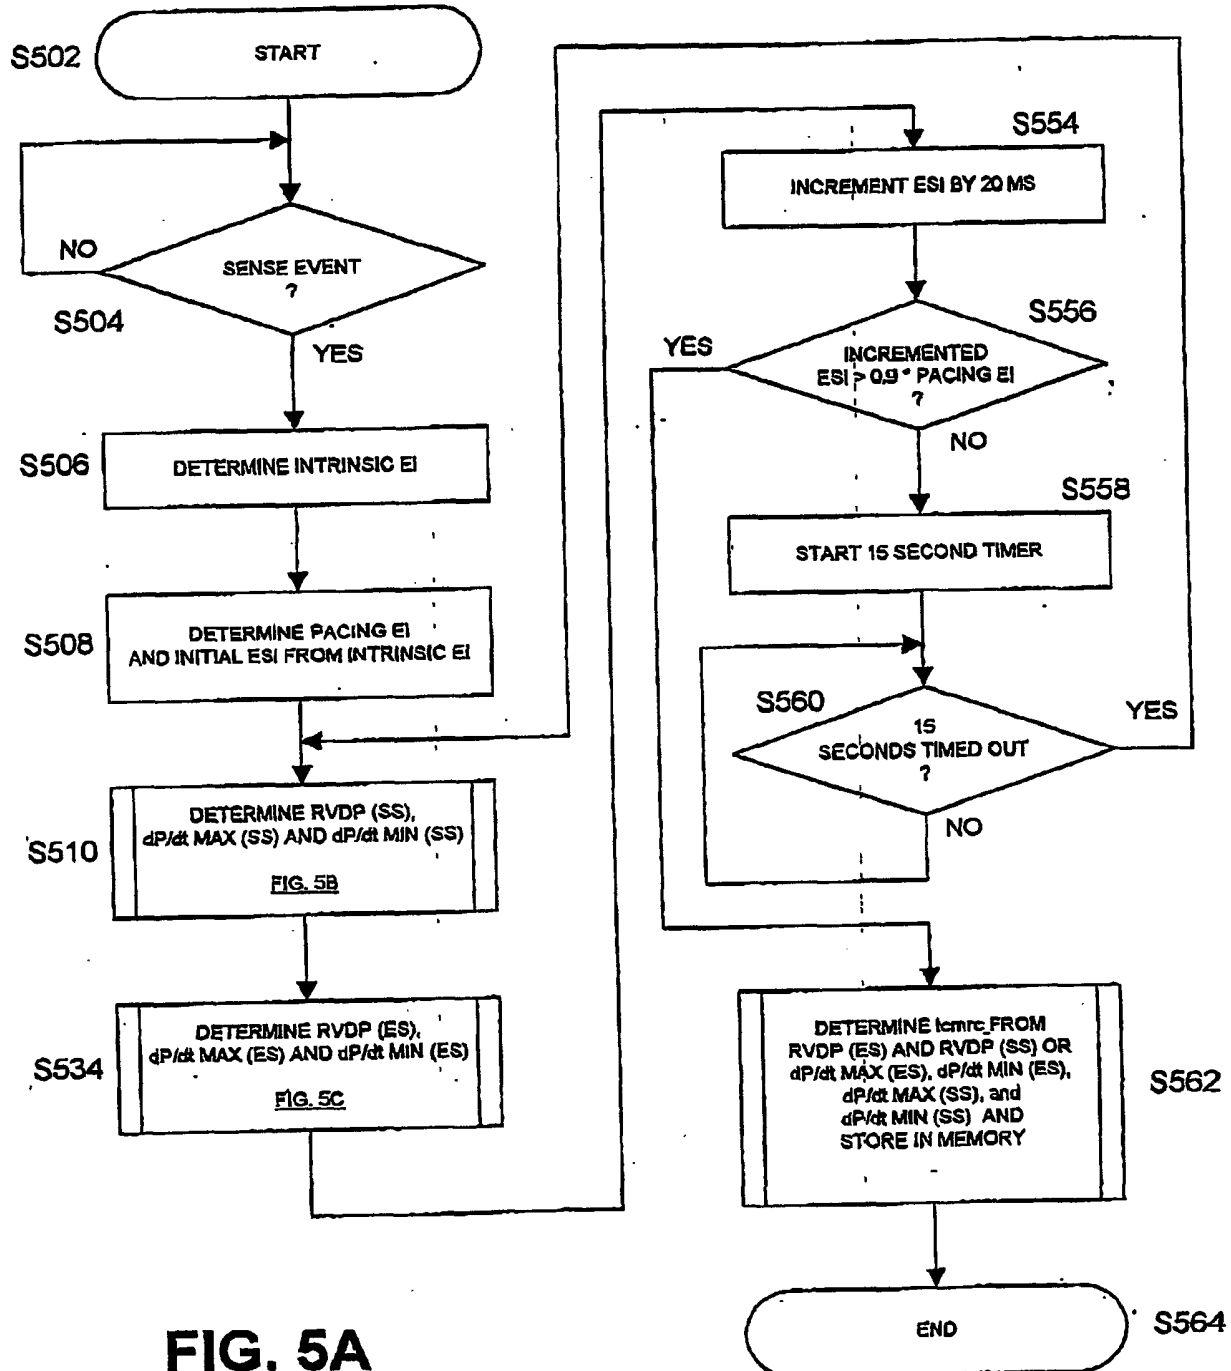 S502
START
NO
SENSE EVENT
?
S504
YES
S506
DETERMINE INTRINSIC EI
S508
DETERMINE PACING EI
AND INITIAL ESI FROM INTRINSIC EI
S510
DETERMINE RVDP (SS),
dP/dt MAX (SS) AND dP/dt MIN (SS)
FIG. 5B
S534
DETERMINE RVDP (ES),
dP/dt MAX (ES) AND dP/dt MIN (ES)
FIG. 5C
S554
INCREMENT ESI BY 20 MS
S556
YES
INCREMENTED
ESI > 0.9 * PACING EI
?
NO
S558
START 15 SECOND TIMER
S560
15
SECONDS TIMED OUT
?
YES
NO
DETERMINE tcmrc_FROM
RVDP (ES) AND RVDP (SS) OR
dP/dt MAX (ES), dP/dt MIN (ES),
dP/dt MAX (SS), and
dP/dt MIN (SS) AND
STORE IN MEMORY
S562
END
S564
FIG. 5A